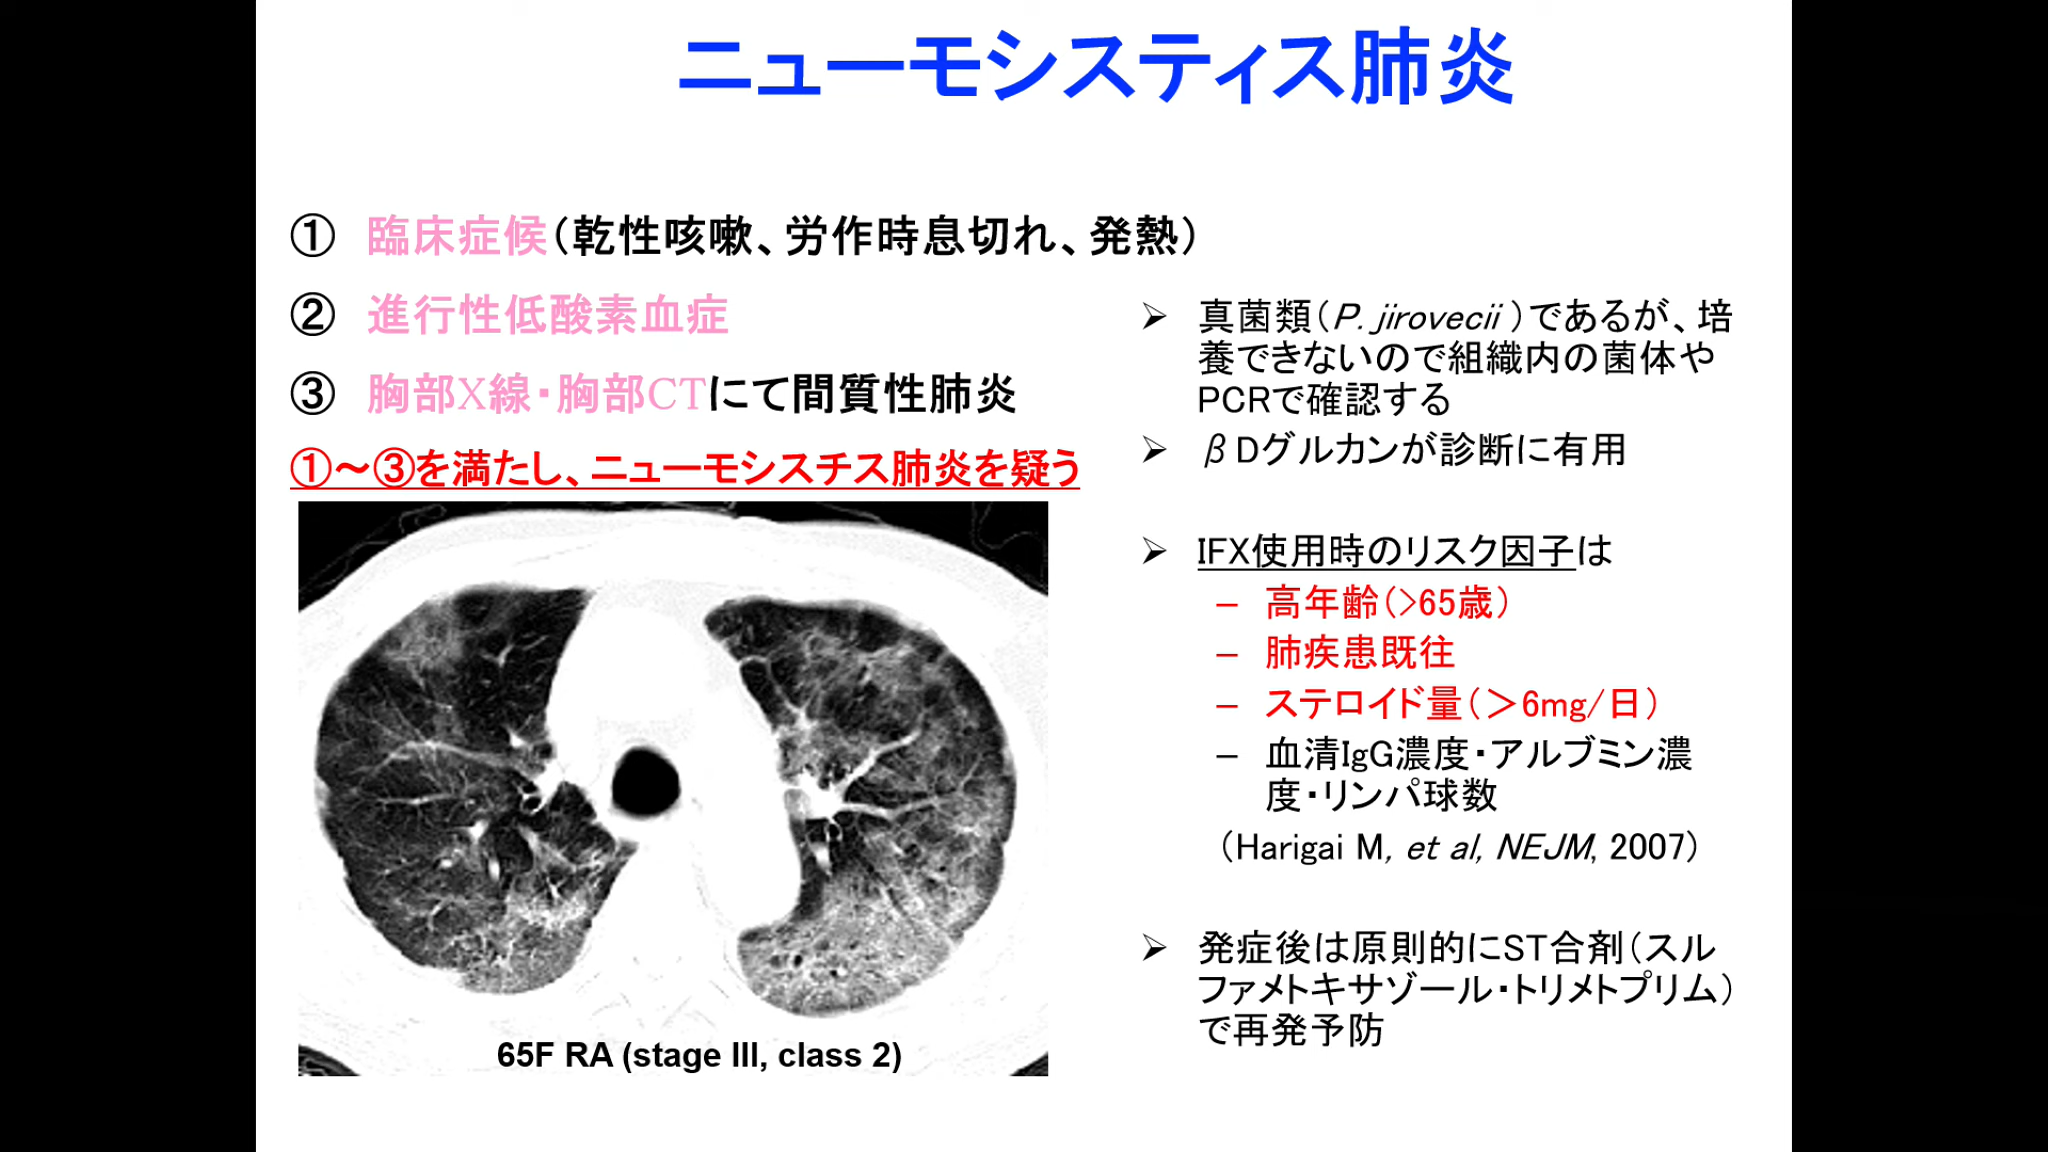 ニューモシスティス肺炎
① 臨床症候（乾性咳嗽、労作時息切れ、発熱）
② 進行性低酸素血症
③ 胸部X線・胸部CTにて間質性肺炎
①～③を満たし、ニューモシスチス肺炎を疑う
65F RA (stage III, class 2)
➢ 真菌類（P. jirovecii ）であるが、培
養できないので組織内の菌体や
PCRで確認する
➢ βDグルカンが診断に有用
➢ IFX使用時のリスク因子は
– 高年齢（>65歳）
– 肺疾患既往
– ステロイド量（＞6mg/日）
– 血清IgG濃度・アルブミン濃
度・リンパ球数
（Harigai M, et al, NEJM, 2007）
➢ 発症後は原則的にST合剤（スル
ファメトキサゾール・トリメトプリム）
で再発予防